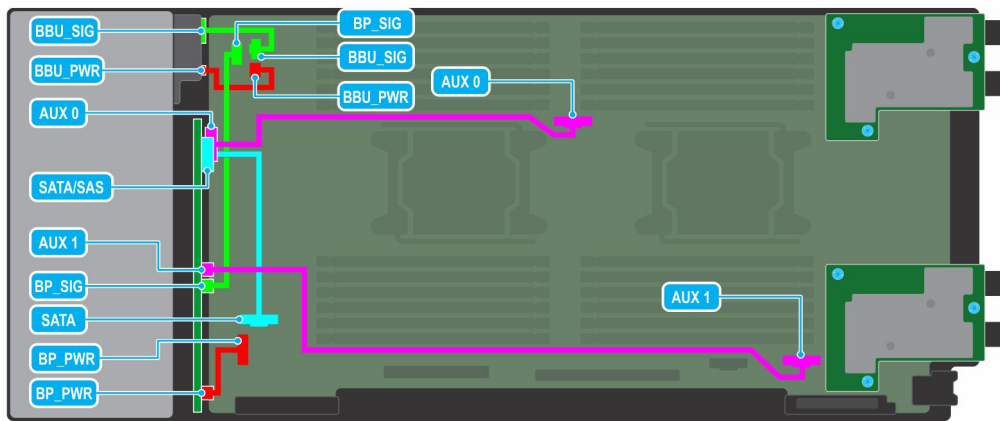 BBU_SIG
BP_SIG
BBU_SIG
BBU_PWR
BBU_PWR
AUX 0
AUX 0
SATA/SAS
AUX 1
BP_SIG
AUX 1
SATA
BP_PWR
BP_PWR